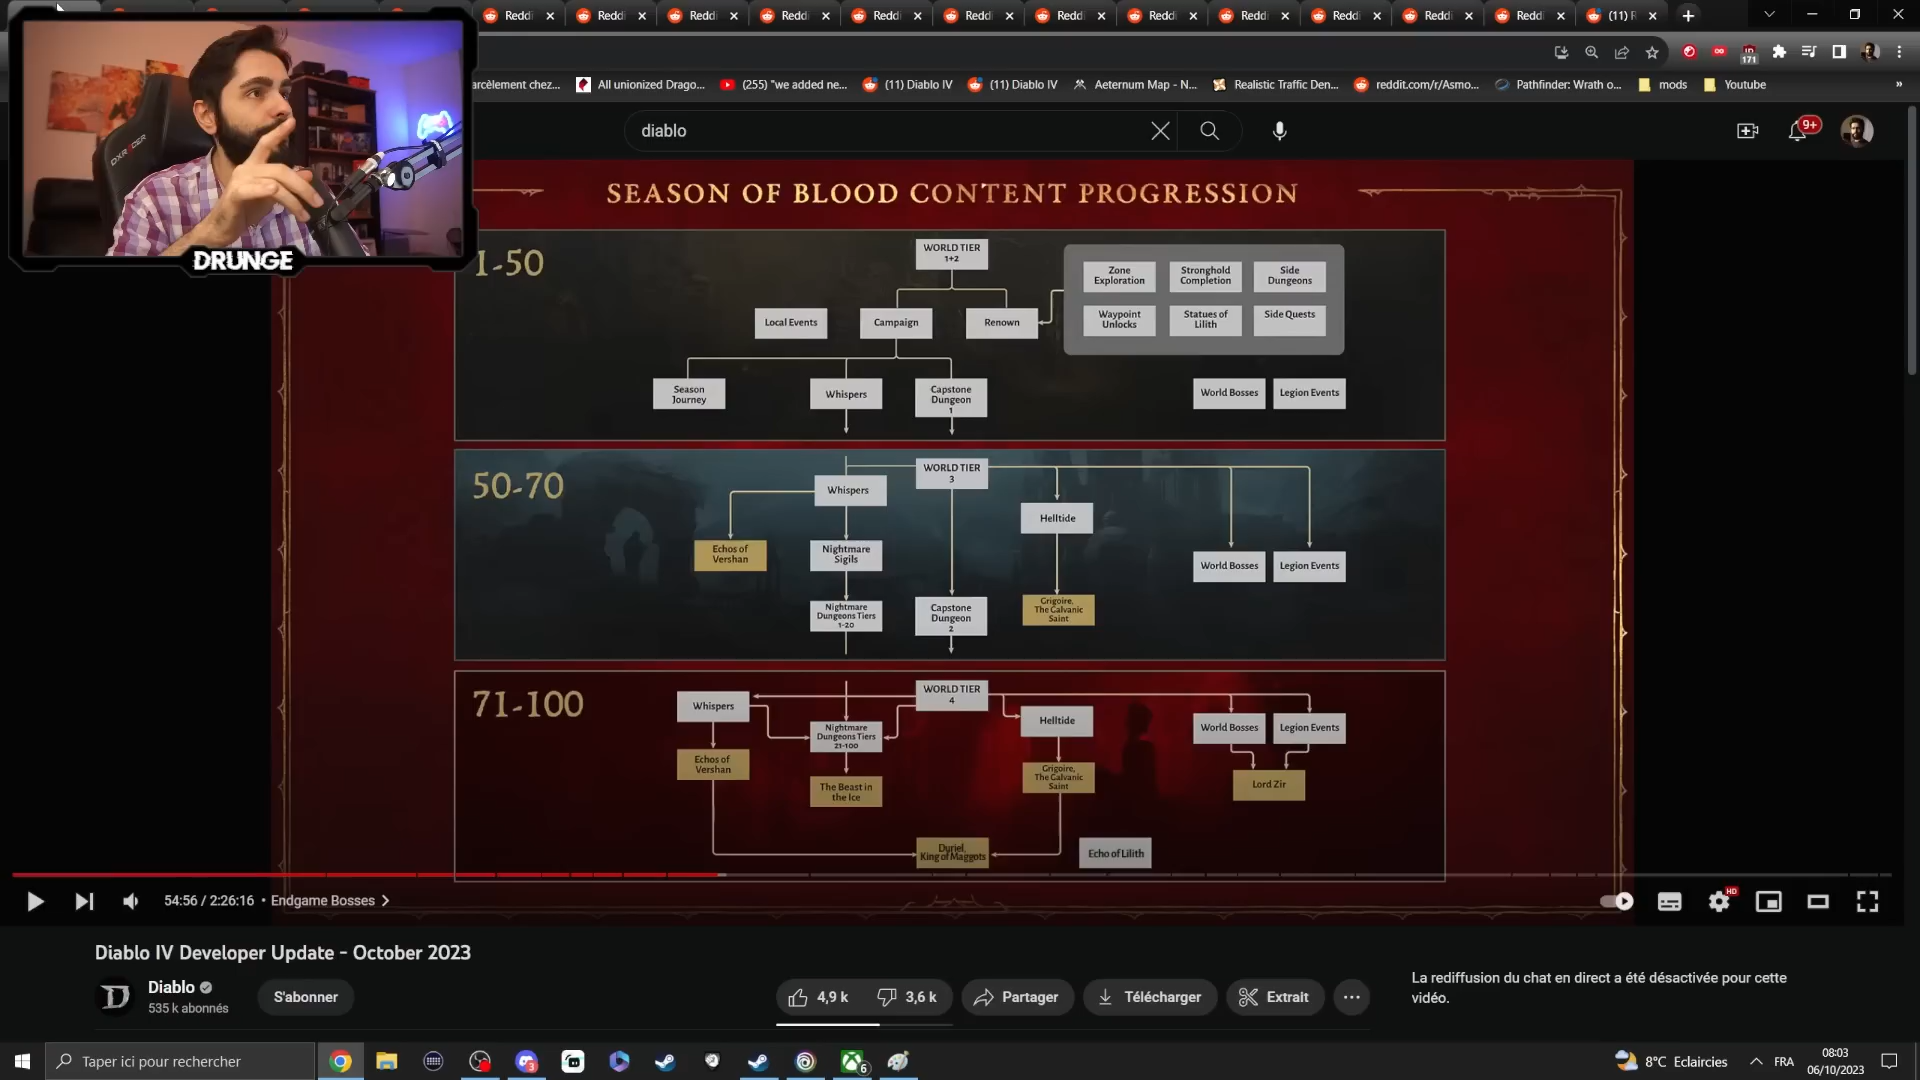 Reddi
Reddi
Reddi
Reddi
Reddi
Reddi
Reddi
Reddi
Reddi
Reddi
Reddi
Reddi
(11) R
171
arcèlement chez...
All unionized Drago...
(255) "we added ne...
(11) Diablo IV
(11) Diablo IV
Aeternum Map - N...
Realistic Traffic Den...
reddit.com/r/Asmo...
Pathfinder: Wrath o...
mods
Youtube
»
diablo
9+
DXRACER
DRUNGE
SEASON OF BLOOD CONTENT PROGRESSION
1-50
WORLD TIER
1+2
Zone
Exploration
Stronghold
Completion
Side
Dungeons
Waypoint
Unlocks
Statues of
Lilith
Side Quests
Local Events
Campaign
Renown
Season
Journey
Whispers
Capstone
Dungeon
1
World Bosses
Legion Events
50-70
WORLD TIER
3
Whispers
Helltide
Echos of
Vershan
Nightmare
Sigils
World Bosses
Legion Events
Nightmare
Dungeons Tiers
1-20
Capstone
Dungeon
2
Grigoire,
The Galvanic
Saint
71-100
WORLD TIER
4
Whispers
Nightmare
Dungeons Tiers
21-100
Helltide
World Bosses
Legion Events
Echos of
Vershan
The Beast in
the Ice
Grigoire,
The Galvanic
Saint
Lord Zir
Duriel,
King of Maggots
Echo of Lilith
54:56 / 2:26:16 • Endgame Bosses
HD
Diablo IV Developer Update - October 2023
Diablo
535 k abonnés
S'abonner
4,9 k
3,6 k
Partager
Télécharger
Extrait
La rediffusion du chat en direct a été désactivée pour cette
vidéo.
Taper ici pour rechercher
3
6
8°C Eclaircies
FRA
08:03
06/10/2023